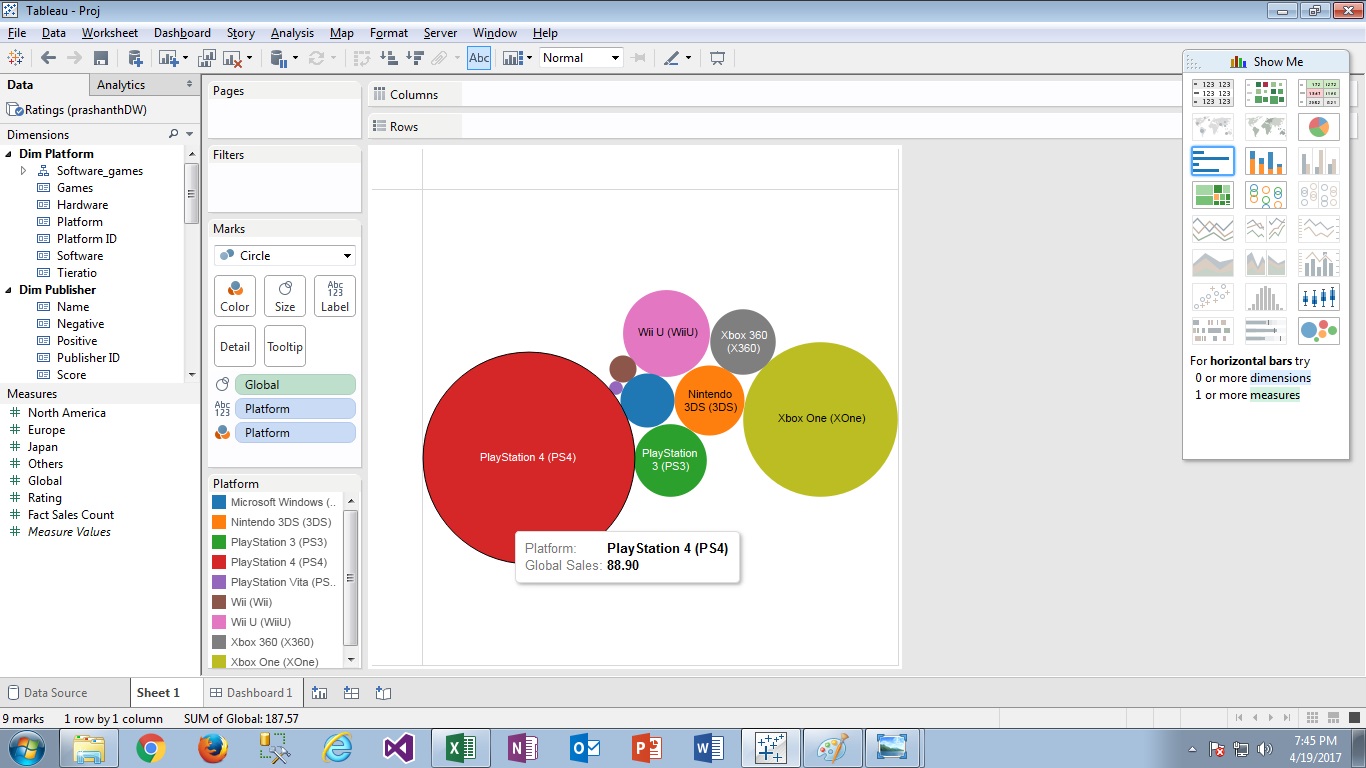 Tableau - Proj
File Data Worksheet Dashboard Story Analysis Map Format Server Window Help
Abc Normal
Data Analytics
Ratings (prashanthDW)
Dimensions
Dim Platform
Software_games
Games
Hardware
Platform
Platform ID
Software
Tieratio
Dim Publisher
Name
Negative
Positive
Publisher ID
Score
Measures
North America
Europe
Japan
Others
Global
Rating
Fact Sales Count
Measure Values
Pages
Filters
Marks
Circle
Color Size Label
Abc
123
Detail Tooltip
Global
Abc
123
Platform
Platform
Platform
Microsoft Windows (..
Nintendo 3DS (3DS)
PlayStation 3 (PS3)
PlayStation 4 (PS4)
PlayStation Vita (PS..
Wii (Wii)
Wii U (WiiU)
Xbox 360 (X360)
Xbox One (XOne)
Columns
Rows
Wii U (WiiU)
Xbox 360
(X360)
Nintendo
3DS (3DS)
Xbox One (XOne)
PlayStation 4 (PS4)
PlayStation
3 (PS3)
Platform: PlayStation 4 (PS4)
Global Sales: 88.90
Show Me
For horizontal bars try
0 or more dimensions
1 or more measures
Data Source Sheet 1 Dashboard 1
9 marks 1 row by 1 column SUM of Global: 187.57
7:45 PM
4/19/2017